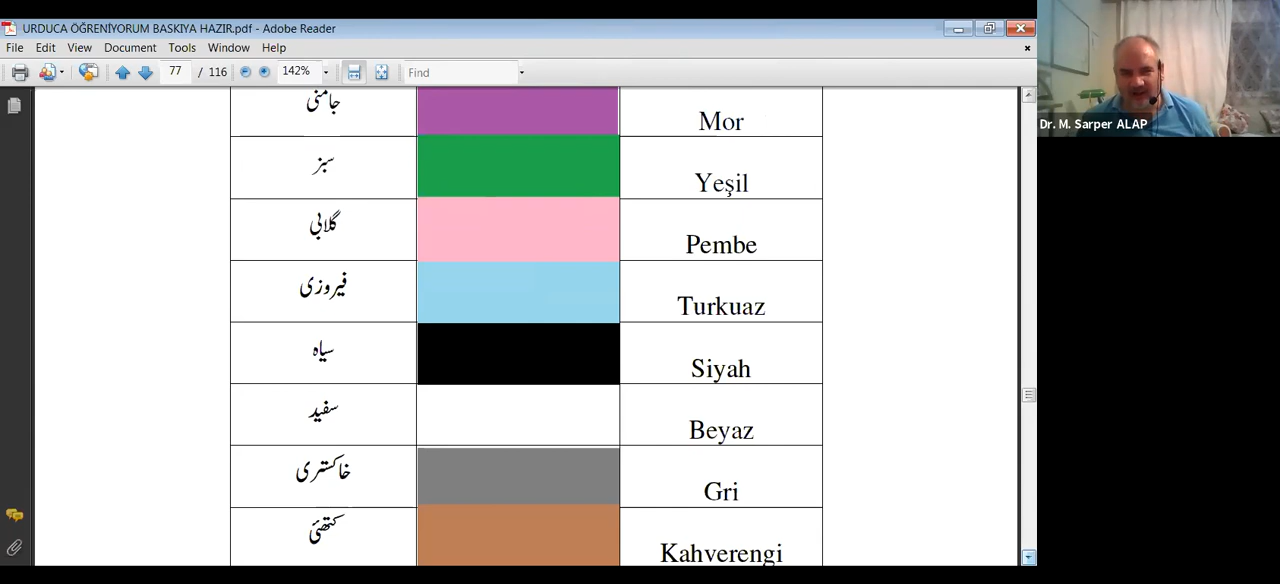 URDUCA ÖĞRENİYORUM BASKIYA HAZIR.pdf - Adobe Reader
File Edit View Document Tools Window Help
77 / 116 142% Find
Dr. M. Sarper ALAP
جامنی Mor
سبز Yeşil
گلابی Pembe
فیروزی Turkuaz
سیاہ Siyah
سفید Beyaz
خاکستری Gri
کتھئی Kahverengi